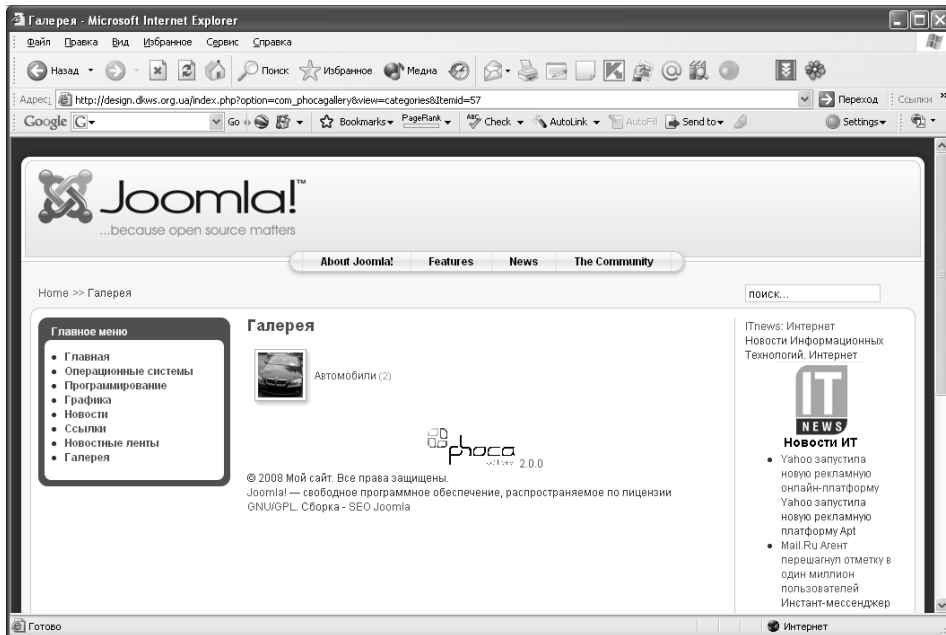 Галерея - Microsoft Internet Explorer
Файл Правка Вид Избранное Сервис Справка
Назад Поиск Избранное Медиа
Адрес: http://design.dkws.org.ua/index.php?option=com_phocagallery&view=categories&Itemid=57 Переход Ссылки »
Google G Go Bookmarks PageRank ABC Check AutoLink AutoFill Send to Settings
Joomla!™
...because open source matters
About Joomla! Features News The Community
Home >> Галерея
поиск...
Главное меню
Главная
Операционные системы
Программирование
Графика
Новости
Ссылки
Новостные ленты
Галерея
Галерея
Автомобили (2)
phoca
2.0.0
© 2008 Мой сайт. Все права защищены.
Joomla! — свободное программное обеспечение, распространяемое по лицензии
GNU/GPL. Сборка - SEO Joomla
ITnews: Интернет
Новости Информационных
Технологий. Интернет
IT
NEWS
Новости ИТ
Yahoo запустила
новую рекламную
онлайн-платформу
Yahoo запустила
новую рекламную
платформу Apt
Mail.Ru Агент
перешагнул отметку в
один миллион
пользователей
Инстант-мессенджер
Готово
Интернет